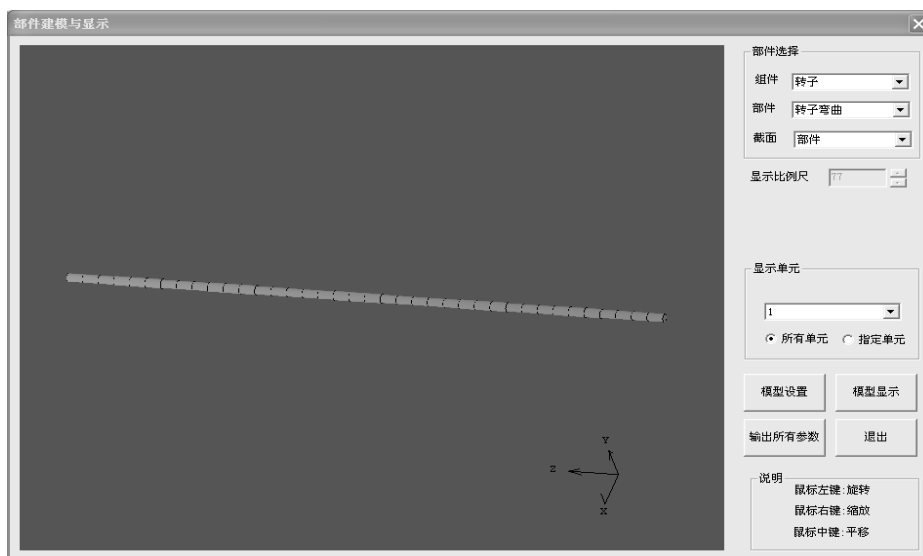 部件建模与显示
部件选择
组件 转子
部件 转子弯曲
截面 部件
显示比例尺 77
显示单元
1
所有单元 指定单元
模型设置 模型显示
输出所有参数 退出
Y
Z
X
说明
鼠标左键:旋转
鼠标右键:缩放
鼠标中键:平移